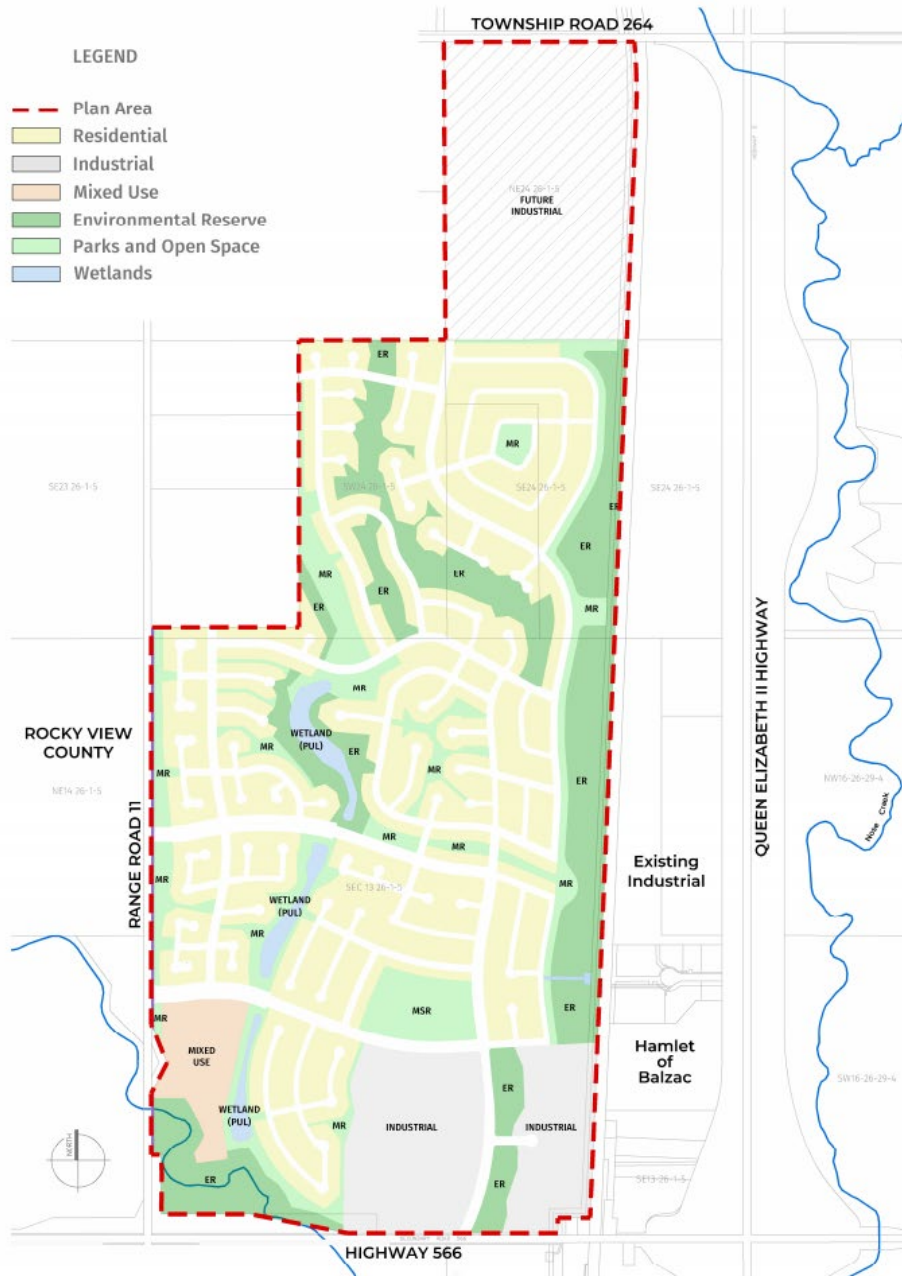 TOWNSHIP ROAD 264
LEGEND
Plan Area
Residential
Industrial
Mixed Use
Environmental Reserve
Parks and Open Space
Wetlands
NE24 26-1-5
FUTURE
INDUSTRIAL
ER
MR
SE23 26-1-5
SW24 26-1-5
SE24 26-1-5
SE24 26-1-5
ER
ER
MR
ER
ER
ER
MR
MR
ROCKY VIEW
COUNTY
NE14 26-1-5
RANGE ROAD 11
QUEEN ELIZABETH II HIGHWAY
WETLAND
(PUL)
MR
ER
MR
MR
ER
NW16-26-29-4
Nose Creek
MR
MR
Existing
Industrial
MR
SEC 13 26-1-5
MR
WETLAND
(PUL)
MR
MSR
ER
MR
MIXED
USE
Hamlet
of
Balzac
SW16-26-29-4
ER
WETLAND
(PUL)
MR
INDUSTRIAL
INDUSTRIAL
NORTH
ER
ER
SE13-26-1-5
HIGHWAY 566